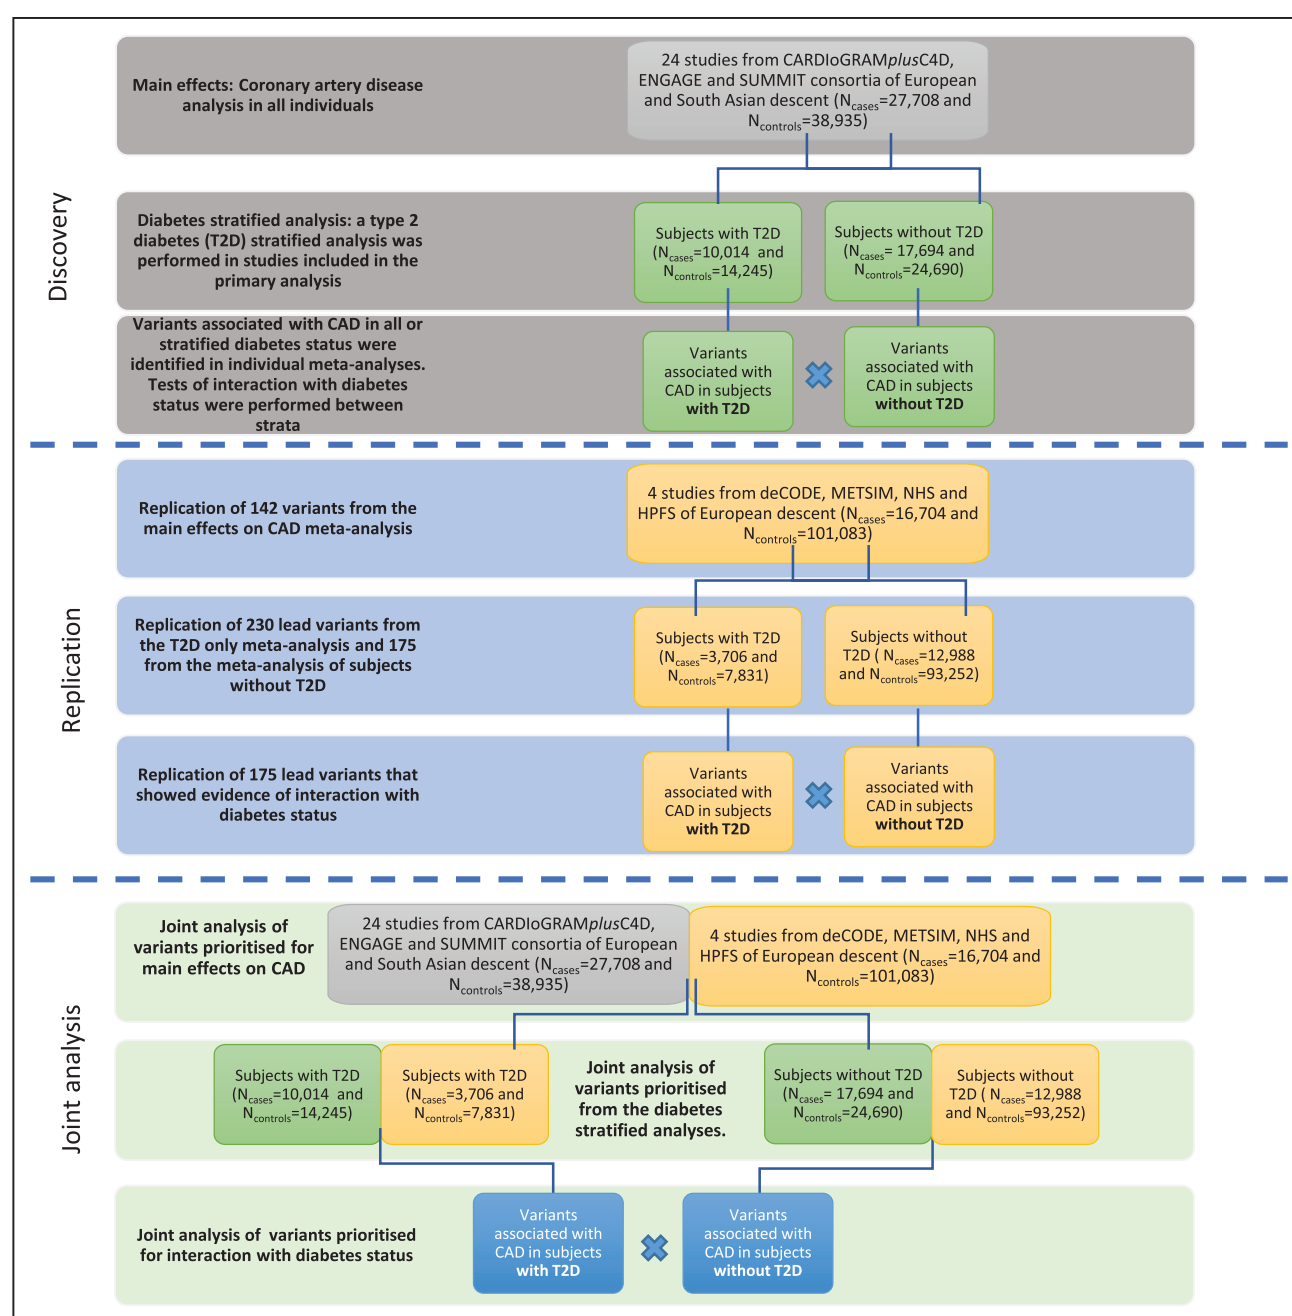 Discovery
Main effects: Coronary artery disease
analysis in all individuals
24 studies from CARDIoGRAMplusC4D,
ENGAGE and SUMMIT consortia of European
and South Asian descent (Ncases=27,708 and
Ncontrols=38,935)
Diabetes stratified analysis: a type 2
diabetes (T2D) stratified analysis was
performed in studies included in the
primary analysis
Subjects with T2D
(Ncases=10,014 and
Ncontrols=14,245)
Subjects without T2D
(Ncases= 17,694 and
Ncontrols=24,690)
Variants associated with CAD in all or
stratified diabetes status were
identified in individual meta-analyses.
Tests of interaction with diabetes
status were performed between
strata
Variants
associated with
CAD in subjects
with T2D
Variants
associated with
CAD in subjects
without T2D
Replication
Replication of 142 variants from the
main effects on CAD meta-analysis
4 studies from deCODE, METSIM, NHS and
HPFS of European descent (Ncases=16,704 and
Ncontrols=101,083)
Replication of 230 lead variants from
the T2D only meta-analysis and 175
from the meta-analysis of subjects
without T2D
Subjects with T2D
(Ncases=3,706 and
Ncontrols=7,831)
Subjects without
T2D ( Ncases=12,988
and Ncontrols=93,252)
Replication of 175 lead variants that
showed evidence of interaction with
diabetes status
Variants
associated with
CAD in subjects
with T2D
Variants
associated with
CAD in subjects
without T2D
Joint analysis
Joint analysis of
variants prioritised for
main effects on CAD
24 studies from CARDIoGRAMplusC4D,
ENGAGE and SUMMIT consortia of European
and South Asian descent (Ncases=27,708 and
Ncontrols=38,935)
4 studies from deCODE, METSIM, NHS and
HPFS of European descent (Ncases=16,704 and
Ncontrols=101,083)
Subjects with T2D
(Ncases=10,014 and
Ncontrols=14,245)
Subjects with T2D
(Ncases=3,706 and
Ncontrols=7,831)
Joint analysis of
variants prioritised
from the diabetes
stratified analyses.
Subjects without T2D
(Ncases= 17,694 and
Ncontrols=24,690)
Subjects without
T2D ( Ncases=12,988
and Ncontrols=93,252)
Joint analysis of variants prioritised
for interaction with diabetes status
Variants
associated with
CAD in subjects
with T2D
Variants
associated with
CAD in subjects
without T2D